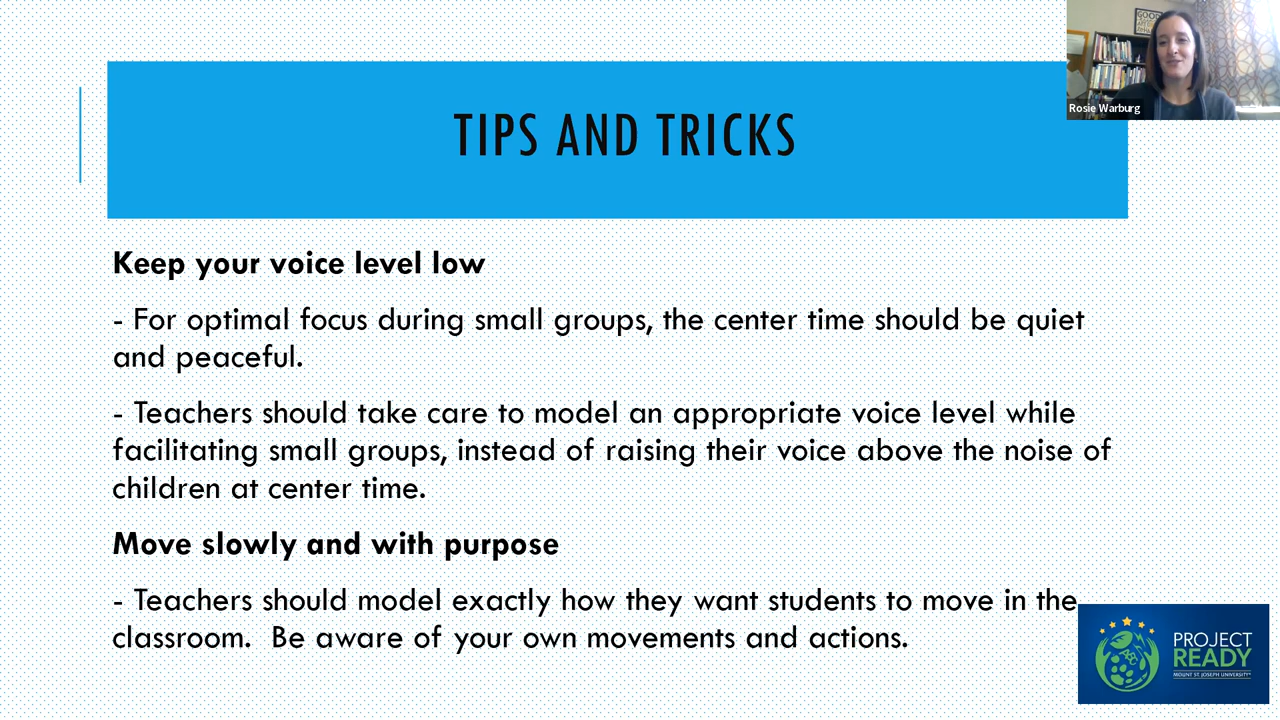 TIPS AND TRICKS
Rosie Warburg
Keep your voice level low
- For optimal focus during small groups, the center time should be quiet
and peaceful.
- Teachers should take care to model an appropriate voice level while
facilitating small groups, instead of raising their voice above the noise of
children at center time.
Move slowly and with purpose
- Teachers should model exactly how they want students to move in the
classroom.  Be aware of your own movements and actions.
ABC
PROJECT
READY
MOUNT ST. JOSEPH UNIVERSITY